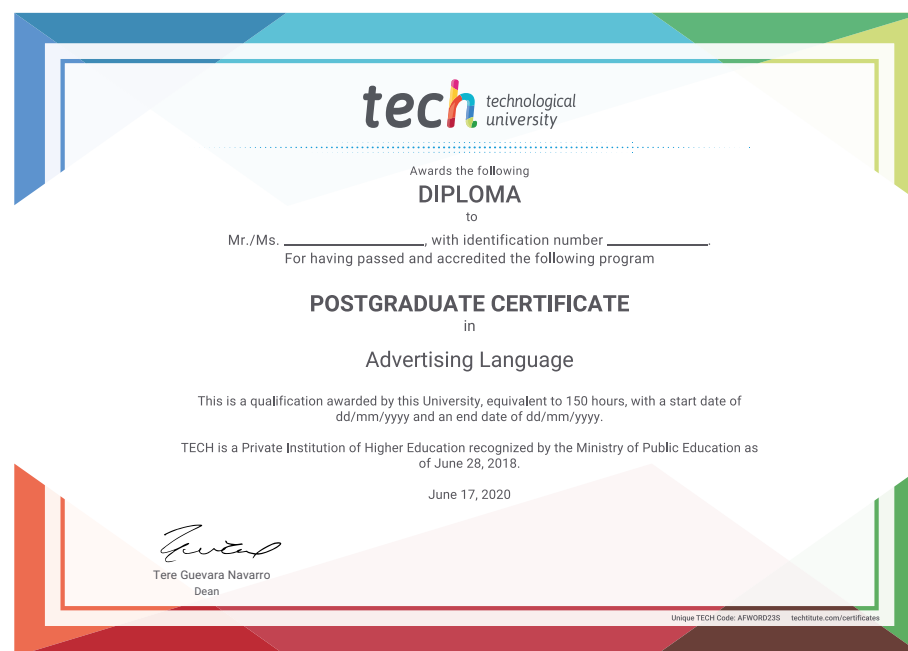 tech technological
university
Awards the following
DIPLOMA
to
Mr./Ms. ____________________, with identification number ______________.
For having passed and accredited the following program
POSTGRADUATE CERTIFICATE
in
Advertising Language
This is a qualification awarded by this University, equivalent to 150 hours, with a start date of
dd/mm/yyyy and an end date of dd/mm/yyyy.
TECH is a Private Institution of Higher Education recognized by the Ministry of Public Education as
of June 28, 2018.
June 17, 2020
Tere Guevara Navarro
Dean
Unique TECH Code: AFWORD23S techtitute.com/certificates